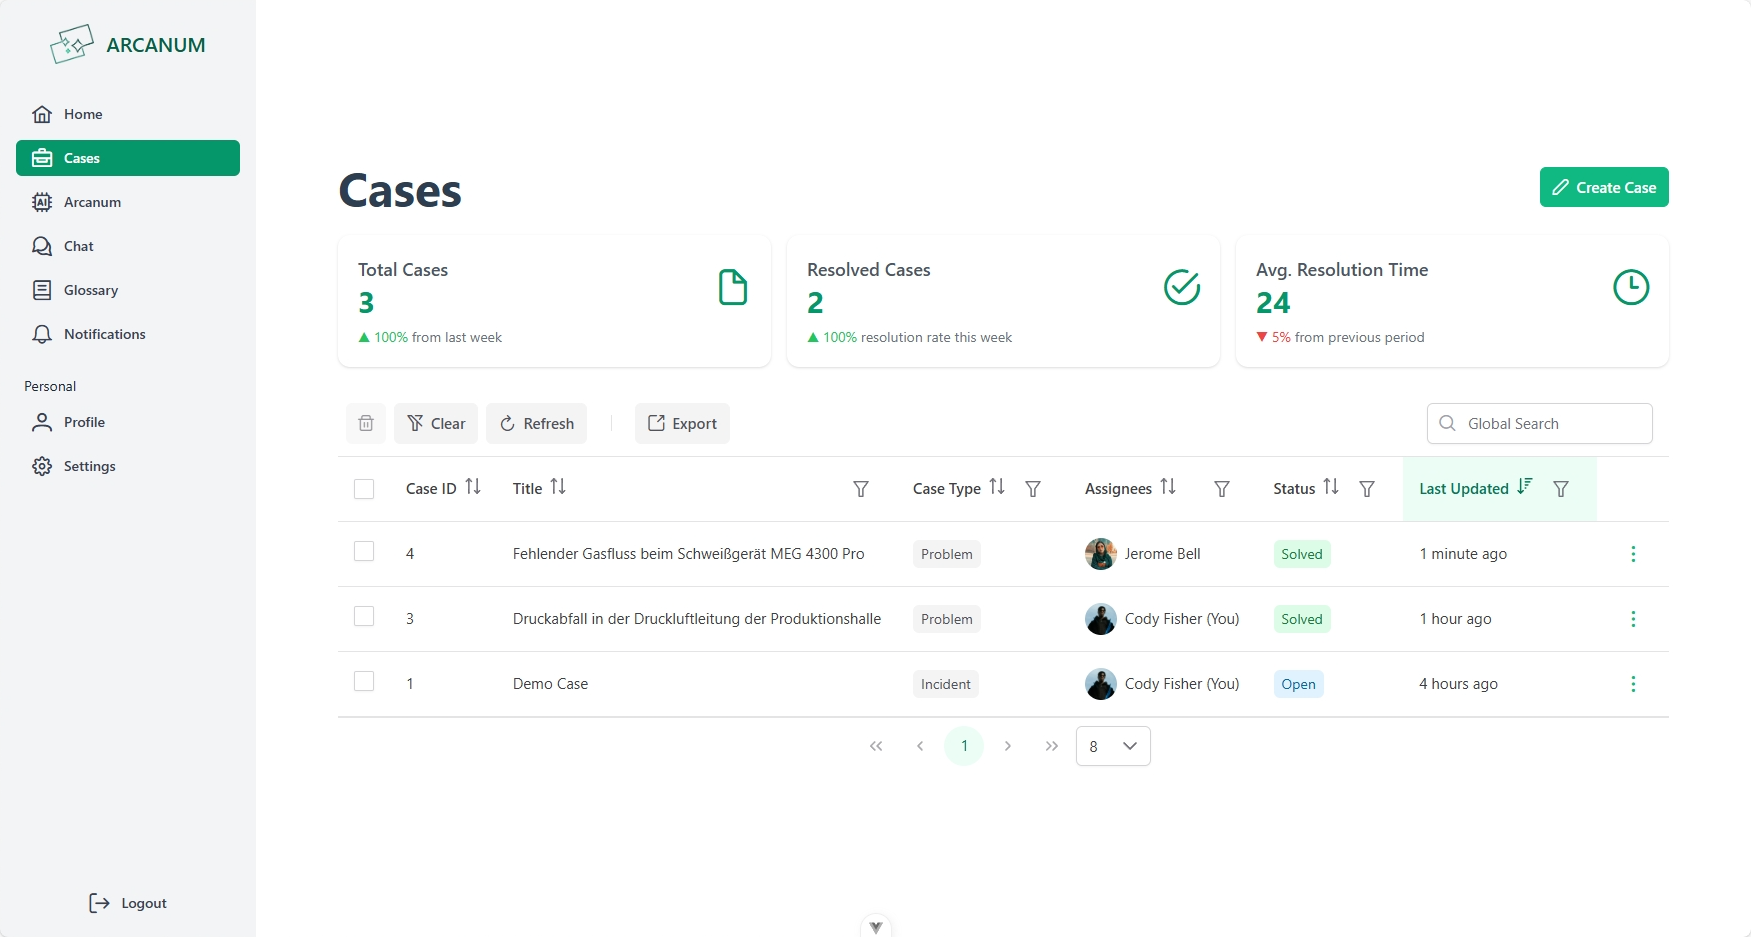 ARCANUM
Home
Cases
Arcanum
Chat
Glossary
Notifications
Personal
Profile
Settings
Logout
Cases
Create Case
Total Cases
3
▲ 100% from last week
Resolved Cases
2
▲ 100% resolution rate this week
Avg. Resolution Time
24
▼ 5% from previous period
Clear Refresh Export Global Search
Case ID Title Case Type Assignees Status Last Updated
4 Fehlender Gasfluss beim Schweißgerät MEG 4300 Pro Problem Jerome Bell Solved 1 minute ago
3 Druckabfall in der Druckluftleitung der Produktionshalle Problem Cody Fisher (You) Solved 1 hour ago
1 Demo Case Incident Cody Fisher (You) Open 4 hours ago
1 8